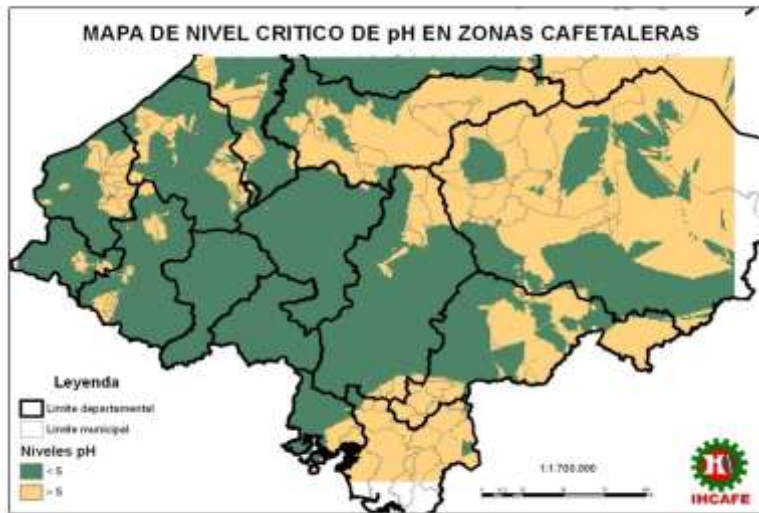 MAPA DE NIVEL CRITICO DE pH EN ZONAS CAFETALERAS
Leyenda
Limite departamental
Limite municipal
Niveles pH
< 5
> 5
1:1.700.000
IHCAFE